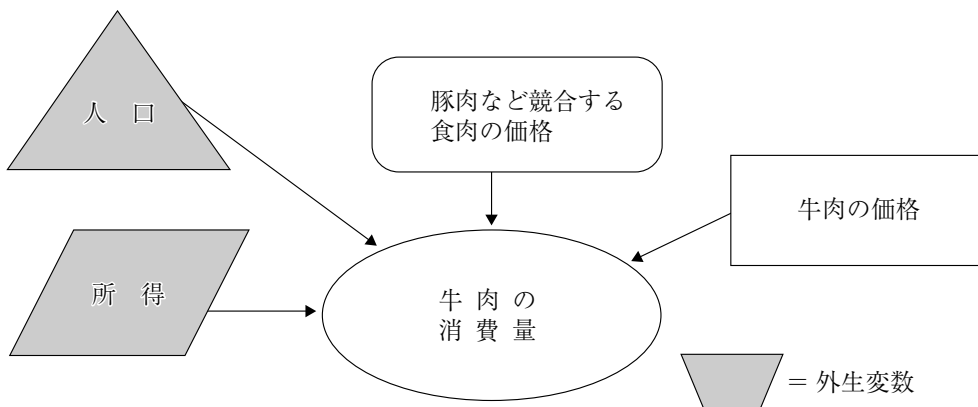 人　口
豚肉など競合する
食肉の価格
牛肉の価格
所　得
牛 肉 の
消 費 量
= 外生変数